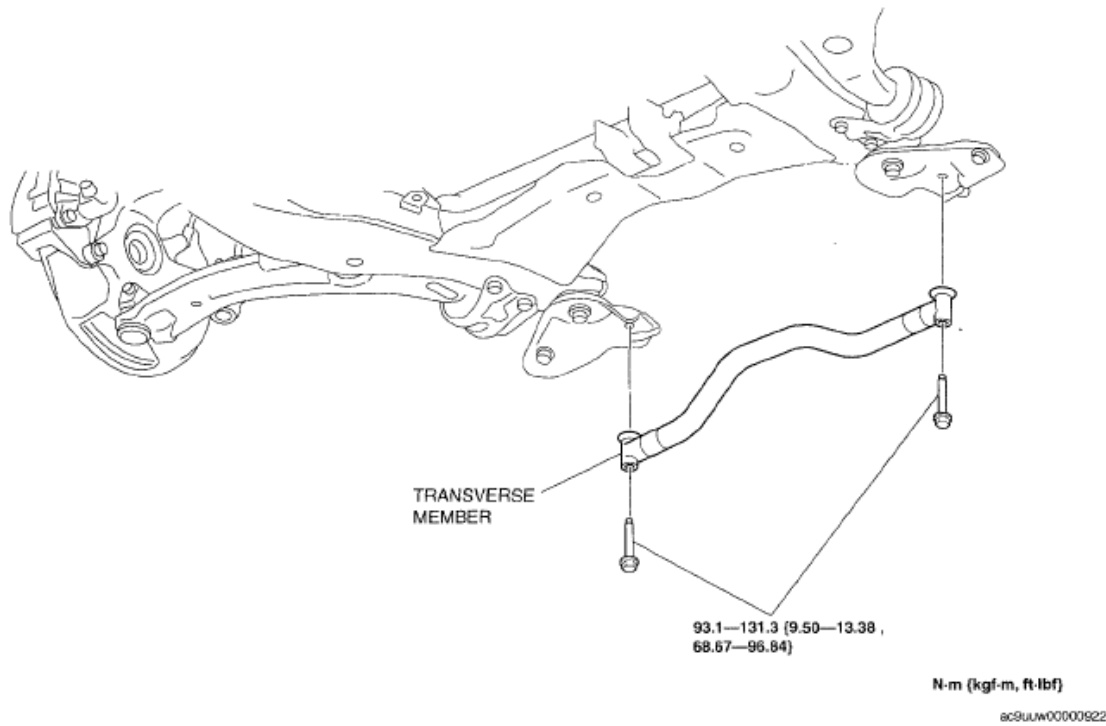 TRANSVERSE
MEMBER
93.1—131.3 {9.50—13.38 ,
68.67—96.84}
N·m {kgf·m, ft·lbf}
ac9uuw00000922